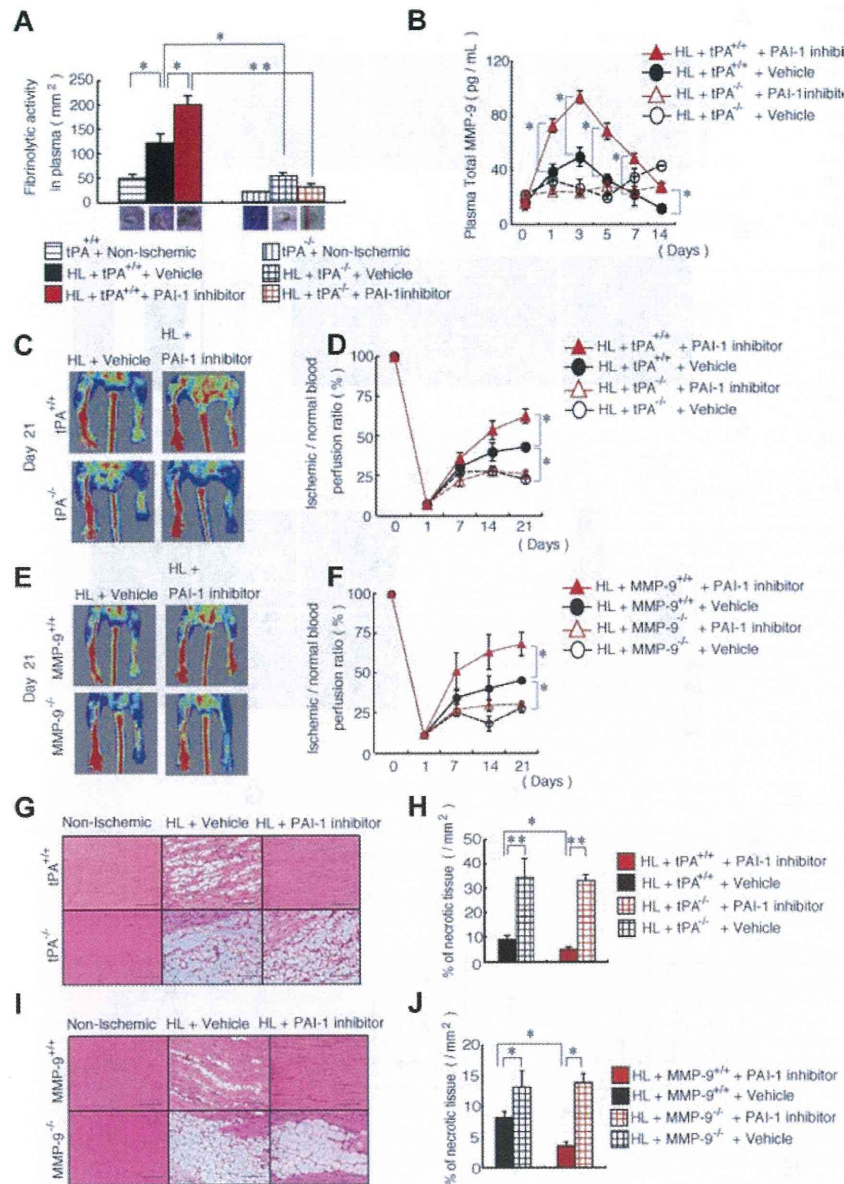 A
Fibrinolytic activity in plasma ( mm² )
250
200
150
100
50
0
*
*
*
**
tPA+/+ + Non-Ischemic
HL + tPA+/+ + Vehicle
HL + tPA+/+ + PAI-1 inhibitor
tPA-/- + Non-Ischemic
HL + tPA-/- + Vehicle
HL + tPA-/- + PAI-1inhibitor
B
Plasma Total MMP-9 ( pg / mL )
120
80
40
0
*
*
*
*
*
0 1 3 5 7 14
( Days )
HL + tPA+/+ + PAI-1 inhibi
HL + tPA+/+ + Vehicle
HL + tPA-/- + PAI-1inhibito
HL + tPA-/- + Vehicle
C
HL + Vehicle
HL +
PAI-1 inhibitor
Day 21
tPA+/+
tPA-/-
D
Ischemic / normal blood
perfusion ratio ( % )
100
75
50
25
0
*
*
0 1 7 14 21
( Days )
HL + tPA+/+ + PAI-1 inhibitor
HL + tPA+/+ + Vehicle
HL + tPA-/- + PAI-1 inhibitor
HL + tPA-/- + Vehicle
E
HL + Vehicle
HL +
PAI-1 inhibitor
Day 21
MMP-9+/+
MMP-9-/-
F
Ischemic / normal blood
perfusion ratio ( % )
100
75
50
25
0
*
*
0 1 7 14 21
( Days )
HL + MMP-9+/+ + PAI-1 inhibitor
HL + MMP-9+/+ + Vehicle
HL + MMP-9-/- + PAI-1 inhibitor
HL + MMP-9-/- + Vehicle
G
Non-Ischemic HL + Vehicle HL + PAI-1 inhibitor
tPA+/+
tPA-/-
H
% of necrotic tissue ( / mm² )
50
40
30
20
10
0
*
**
**
HL + tPA+/+ + PAI-1 inhibitor
HL + tPA+/+ + Vehicle
HL + tPA-/- + PAI-1 inhibitor
HL + tPA-/- + Vehicle
I
Non-Ischemic HL + Vehicle HL + PAI-1 inhibitor
MMP-9+/+
MMP-9-/-
J
% of necrotic tissue ( / mm² )
20
15
10
5
0
*
*
*
HL + MMP-9+/+ + PAI-1 inhibitor
HL + MMP-9+/+ + Vehicle
HL + MMP-9-/- + PAI-1 inhibitor
HL + MMP-9-/- + Vehicle